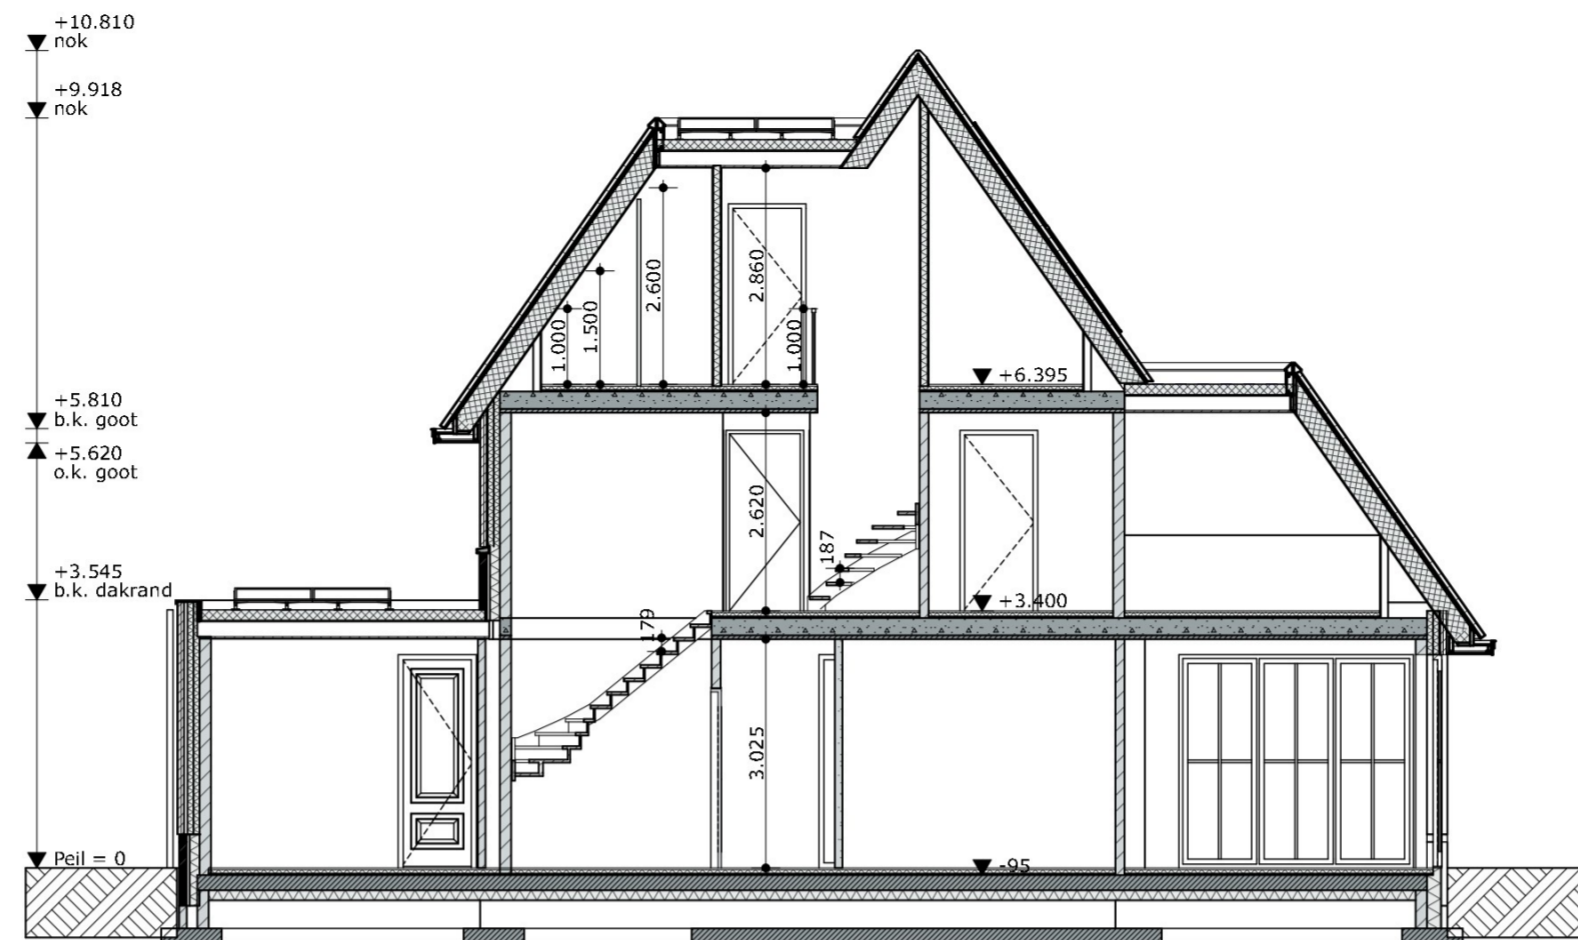 +10.810
nok
+9.918
nok
2.600
2.860
1.500
1.000
1.000
+6.395
+5.810
b.k. goot
+5.620
o.k. goot
2.620
187
+3.545
b.k. dakrand
+3.400
179
3.025
Peil = 0
-95